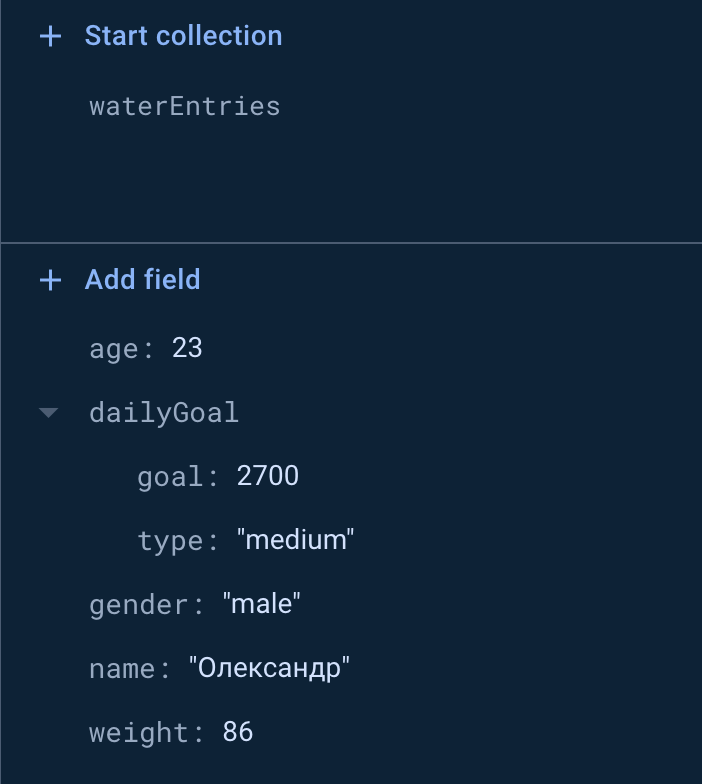 + Start collection
waterEntries
+ Add field
age: 23
dailyGoal
goal: 2700
type: "medium"
gender: "male"
name: "Олександр"
weight: 86